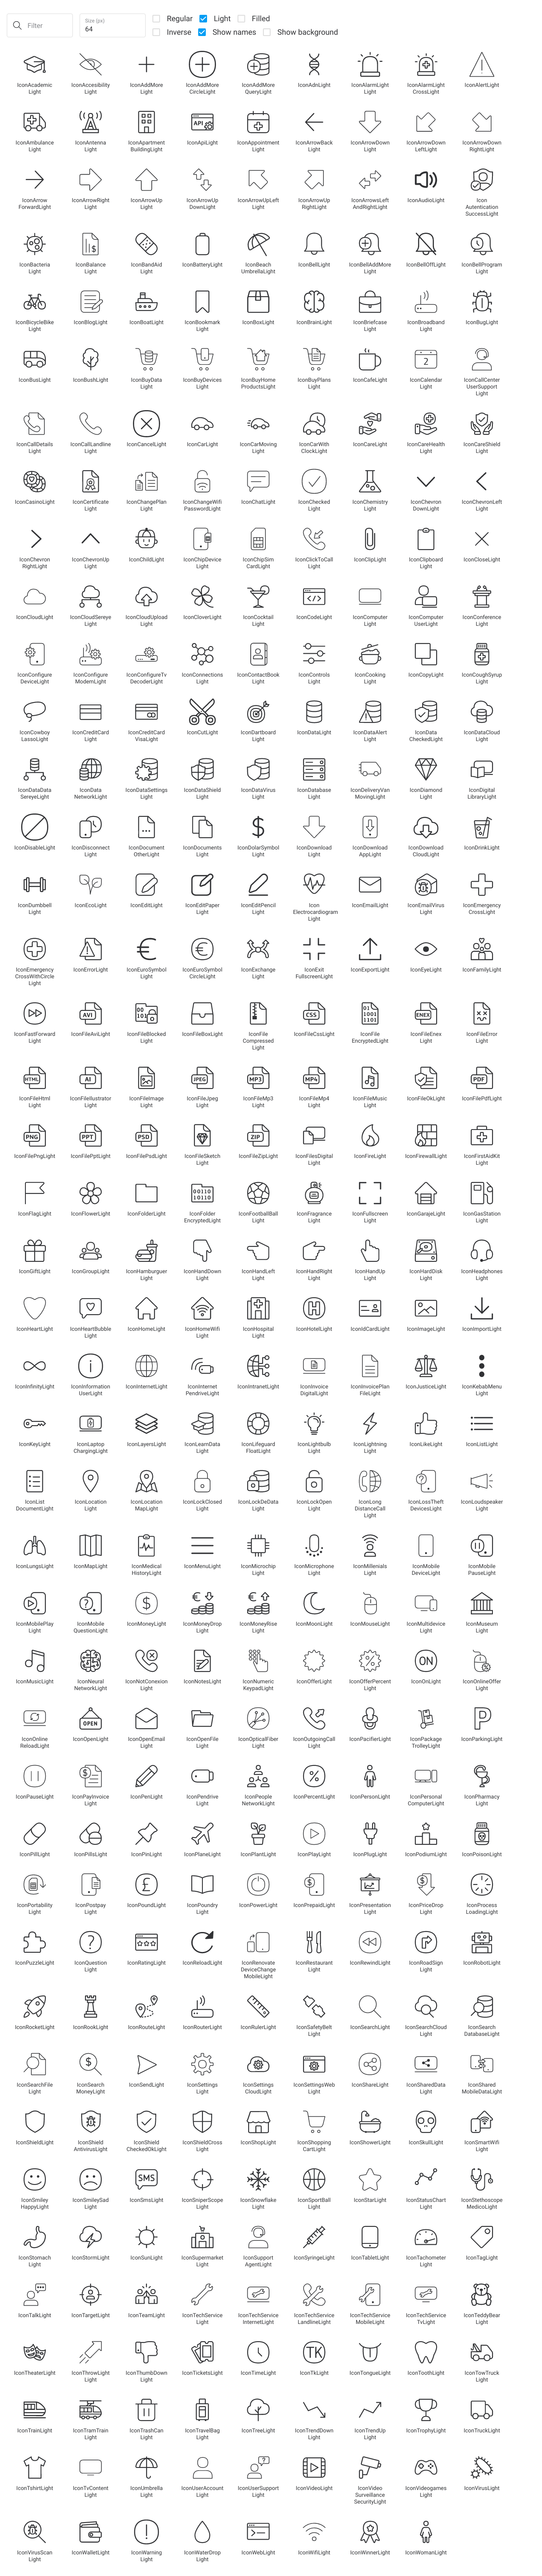 Filter
Size (px)
64
Regular
Light
Filled
Inverse
Show names
Show background
IconAcademic
Light
IconAccesibility
Light
IconAddMore
Light
IconAddMore
CircleLight
IconAddMore
QueryLight
IconAdnLight
IconAlarmLight
IconAlarmLight
CrossLight
IconAlertLight
IconAmbulance
Light
IconAntenna
Light
IconApartment
BuildingLight
API
IconApiLight
IconAppointment
Light
IconArrowBack
Light
IconArrowDown
Light
IconArrowDown
LeftLight
IconArrowDown
RightLight
IconArrow
ForwardLight
IconArrowRight
Light
IconArrowUp
Light
IconArrowUp
DownLight
IconArrowUpLeft
Light
IconArrowUp
RightLight
IconArrowsLeft
AndRightLight
IconAudioLight
Icon
Autentication
SuccessLight
IconBacteria
Light
IconBalance
Light
IconBandAid
Light
IconBatteryLight
IconBeach
UmbrellaLight
IconBellLight
IconBellAddMore
Light
IconBellOffLight
IconBellProgram
Light
IconBicycleBike
Light
IconBlogLight
IconBoatLight
IconBookmark
Light
IconBoxLight
IconBrainLight
IconBriefcase
Light
IconBroadband
Light
IconBugLight
IconBusLight
IconBushLight
IconBuyData
Light
IconBuyDevices
Light
IconBuyHome
ProductsLight
IconBuyPlans
Light
IconCafeLight
2
IconCalendar
Light
IconCallCenter
UserSupport
Light
IconCallDetails
Light
IconCallLandline
Light
IconCancelLight
IconCarLight
IconCarMoving
Light
IconCarWith
ClockLight
IconCareLight
IconCareHealth
Light
IconCareShield
Light
IconCasinoLight
IconCertificate
Light
IconChangePlan
Light
IconChangeWifi
PasswordLight
IconChatLight
IconChecked
Light
IconChemistry
Light
IconChevron
DownLight
IconChevronLeft
Light
IconChevron
RightLight
IconChevronUp
Light
IconChildLight
IconChipDevice
Light
IconChipSim
CardLight
IconClickToCall
Light
IconClipLight
IconClipboard
Light
IconCloseLight
IconCloudLight
IconCloudSereye
Light
IconCloudUpload
Light
IconCloverLight
IconCocktail
Light
IconCodeLight
IconComputer
Light
IconComputer
UserLight
IconConference
Light
IconConfigure
DeviceLight
IconConfigure
ModemLight
IconConfigureTv
DecoderLight
IconConnections
Light
IconContactBook
Light
IconControls
Light
IconCooking
Light
IconCopyLight
IconCoughSyrup
Light
IconCowboy
LassoLight
IconCreditCard
Light
IconCreditCard
VisaLight
IconCutLight
IconDartboard
Light
IconDataLight
IconDataAlert
Light
IconData
CheckedLight
IconDataCloud
Light
IconDataData
SereyeLight
IconData
NetworkLight
IconDataSettings
Light
IconDataShield
Light
IconDataVirus
Light
IconDatabase
Light
IconDeliveryVan
MovingLight
IconDiamond
Light
IconDigital
LibraryLight
IconDisableLight
IconDisconnect
Light
IconDocument
OtherLight
IconDocuments
Light
$
IconDolarSymbol
Light
IconDownload
Light
IconDownload
AppLight
IconDownload
CloudLight
IconDrinkLight
IconDumbbell
Light
IconEcoLight
IconEditLight
IconEditPaper
Light
IconEditPencil
Light
Icon
Electrocardiogram
Light
IconEmailLight
IconEmailVirus
Light
IconEmergency
CrossLight
IconEmergency
CrossWithCircle
Light
IconErrorLight
€
IconEuroSymbol
Light
€
IconEuroSymbol
CircleLight
IconExchange
Light
IconExit
FullscreenLight
IconExportLight
IconEyeLight
IconFamilyLight
IconFastForward
Light
AVI
IconFileAviLight
00
101
IconFileBlocked
Light
IconFileBoxLight
IconFile
Compressed
Light
CSS
IconFileCssLight
01
1001
1101
IconFile
EncryptedLight
ENEX
IconFileEnex
Light
IconFileError
Light
HTML
IconFileHtml
Light
AI
IconFileIllustrator
Light
IconFileImage
Light
JPEG
IconFileJpeg
Light
MP3
IconFileMp3
Light
MP4
IconFileMp4
Light
IconFileMusic
Light
IconFileOkLight
PDF
IconFilePdfLight
PNG
IconFilePngLight
PPT
IconFilePptLight
PSD
IconFilePsdLight
IconFileSketch
Light
ZIP
IconFileZipLight
IconFilesDigital
Light
IconFireLight
IconFirewallLight
IconFirstAidKit
Light
IconFlagLight
IconFlowerLight
IconFolderLight
00110
10110
IconFolder
EncryptedLight
IconFootballBall
Light
IconFragrance
Light
IconFullscreen
Light
IconGarajeLight
IconGasStation
Light
IconGiftLight
IconGroupLight
IconHamburguer
Light
IconHandDown
Light
IconHandLeft
Light
IconHandRight
Light
IconHandUp
Light
IconHardDisk
Light
IconHeadphones
Light
IconHeartLight
IconHeartBubble
Light
IconHomeLight
IconHomeWifi
Light
IconHospital
Light
H
IconHotelLight
IconIdCardLight
IconImageLight
IconImportLight
IconInfinityLight
i
IconInformation
UserLight
IconInternetLight
IconInternet
PendriveLight
IconIntranetLight
IconInvoice
DigitalLight
IconInvoicePlan
FileLight
IconJusticeLight
IconKebabMenu
Light
IconKeyLight
IconLaptop
ChargingLight
IconLayersLight
IconLearnData
Light
IconLifeguard
FloatLight
IconLightbulb
Light
IconLightning
Light
IconLikeLight
IconListLight
IconList
DocumentLight
IconLocation
Light
IconLocation
MapLight
IconLockClosed
Light
IconLockDeData
Light
IconLockOpen
Light
IconLong
DistanceCall
Light
?
IconLossTheft
DevicesLight
IconLoudspeaker
Light
IconLungsLight
IconMapLight
IconMedical
HistoryLight
IconMenuLight
IconMicrochip
Light
IconMicrophone
Light
IconMillenials
Light
IconMobile
DeviceLight
IconMobile
PauseLight
IconMobilePlay
Light
?
IconMobile
QuestionLight
$
IconMoneyLight
€
IconMoneyDrop
Light
€
IconMoneyRise
Light
IconMoonLight
IconMouseLight
IconMultidevice
Light
IconMuseum
Light
IconMusicLight
IconNeural
NetworkLight
IconNotConexion
Light
IconNotesLight
IconNumeric
KeypadLight
IconOfferLight
%
IconOfferPercent
Light
ON
IconOnLight
IconOnlineOffer
Light
IconOnline
ReloadLight
OPEN
IconOpenLight
IconOpenEmail
Light
IconOpenFile
Light
IconOpticalFiber
Light
IconOutgoingCall
Light
IconPacifierLight
IconPackage
TrolleyLight
P
IconParkingLight
IconPauseLight
$
IconPayInvoice
Light
IconPenLight
IconPendrive
Light
IconPeople
NetworkLight
%
IconPercentLight
IconPersonLight
IconPersonal
ComputerLight
IconPharmacy
Light
IconPillLight
IconPillsLight
IconPinLight
IconPlaneLight
IconPlantLight
IconPlayLight
IconPlugLight
IconPodiumLight
IconPoisonLight
IconPortability
Light
IconPostpay
Light
£
IconPoundLight
IconPoundry
Light
IconPowerLight
$
IconPrepaidLight
IconPresentation
Light
$
IconPriceDrop
Light
IconProcess
LoadingLight
IconPuzzleLight
?
IconQuestion
Light
IconRatingLight
IconReloadLight
IconRenovate
DeviceChange
MobileLight
IconRestaurant
Light
IconRewindLight
IconRoadSign
Light
IconRobotLight
IconRocketLight
IconRookLight
IconRouteLight
IconRouterLight
IconRulerLight
IconSafetyBelt
Light
IconSearchLight
IconSearchCloud
Light
IconSearch
DatabaseLight
IconSearchFile
Light
$
IconSearch
MoneyLight
IconSendLight
IconSettings
Light
IconSettings
CloudLight
IconSettingsWeb
Light
IconShareLight
IconSharedData
Light
IconShared
MobileDataLight
IconShieldLight
IconShield
AntivirusLight
IconShield
CheckedOkLight
IconShieldCross
Light
IconShopLight
IconShopping
CartLight
IconShowerLight
IconSkullLight
IconSmartWifi
Light
IconSmiley
HappyLight
IconSmileySad
Light
SMS
IconSmsLight
IconSniperScope
Light
IconSnowflake
Light
IconSportBall
Light
IconStarLight
IconStatusChart
Light
IconStethoscope
MedicoLight
IconStomach
Light
IconStormLight
IconSunLight
IconSupermarket
Light
IconSupport
AgentLight
IconSyringeLight
IconTabletLight
IconTachometer
Light
IconTagLight
IconTalkLight
IconTargetLight
IconTeamLight
IconTechService
Light
IconTechService
InternetLight
IconTechService
LandlineLight
IconTechService
MobileLight
IconTechService
TvLight
IconTeddyBear
Light
IconTheaterLight
IconThrowLight
IconThumbDown
Light
IconTicketsLight
IconTimeLight
TK
IconTkLight
IconTongueLight
IconToothLight
IconTowTruck
Light
IconTrainLight
IconTramTrain
Light
IconTrashCan
Light
IconTravelBag
Light
IconTreeLight
IconTrendDown
Light
IconTrendUp
Light
IconTrophyLight
IconTruckLight
IconTshirtLight
IconTvContent
Light
IconUmbrella
Light
IconUserAccount
Light
?
IconUserSupport
Light
IconVideoLight
IconVideo
Surveillance
SecurityLight
IconVideogames
Light
IconVirusLight
IconVirusScan
Light
IconWalletLight
!
IconWarning
Light
IconWaterDrop
Light
IconWebLight
IconWifiLight
IconWinnerLight
IconWomanLight